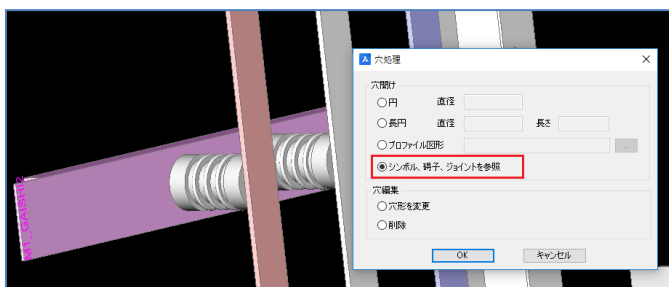 M1_GAISHI2
穴処理
穴開け
円 直径
長円 直径 長さ
プロファイル図形 ...
シンボル、碍子、ジョイントを参照
穴編集
穴形を変更
削除
OK キャンセル